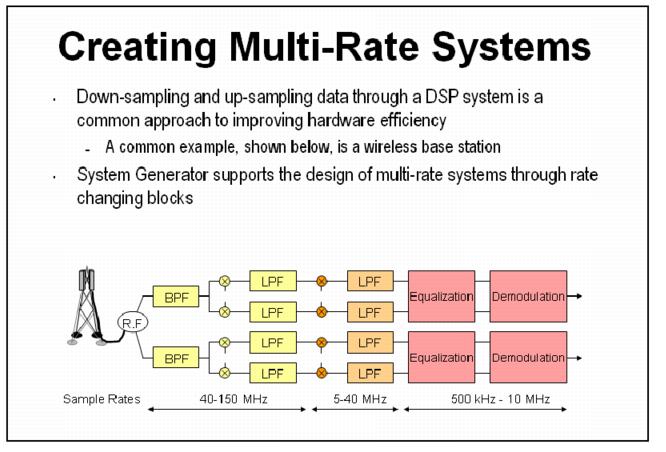 Creating Multi-Rate Systems
· Down-sampling and up-sampling data through a DSP system is a
common approach to improving hardware efficiency
- A common example, shown below, is a wireless base station
· System Generator supports the design of multi-rate systems through rate
changing blocks
LPF LPF
BPF Equalization Demodulation
LPF LPF
R.F
LPF LPF
BPF Equalization Demodulation
LPF LPF
Sample Rates 40-150 MHz 5-40 MHz 500 kHz - 10 MHz